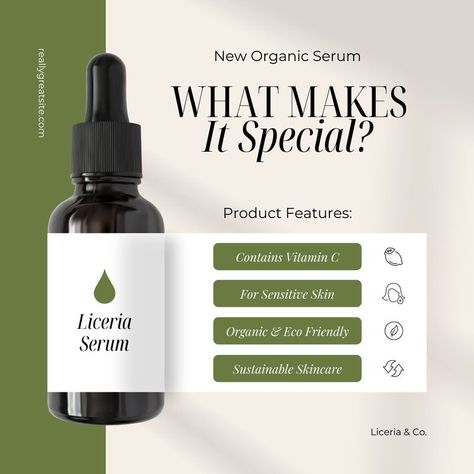 reallygreatsite.com
New Organic Serum
WHAT MAKES
It Special?
Product Features:
Contains Vitamin C
For Sensitive Skin
Organic & Eco Friendly
Sustainable Skincare
Liceria
Serum
Liceria & Co.